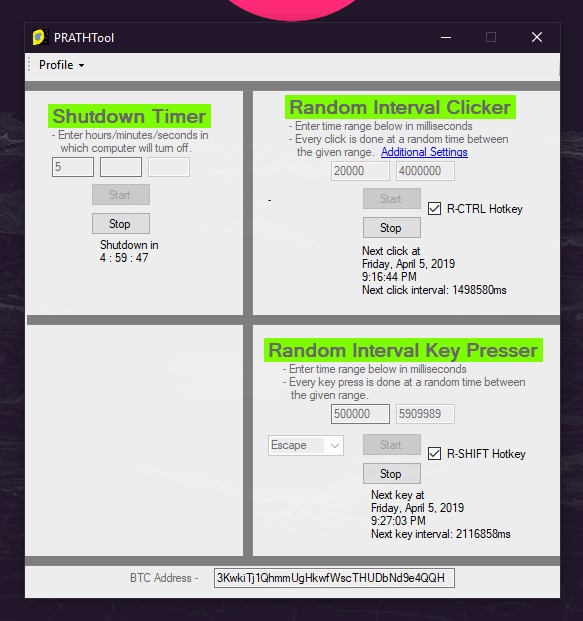 PRATHTool
Profile
Shutdown Timer
- Enter hours/minutes/seconds in
which computer will turn off.
5
Start
Stop
Shutdown in
4 : 59 : 47
Random Interval Clicker
- Enter time range below in milliseconds
- Every click is done at a random time between
the given range. Additional Settings
20000 4000000
-
Start
R-CTRL Hotkey
Stop
Next click at
Friday, April 5, 2019
9:16:44 PM
Next click interval: 1498580ms
Random Interval Key Presser
- Enter time range below in milliseconds
- Every key press is done at a random time between
the given range.
500000 5909989
Escape
Start
R-SHIFT Hotkey
Stop
Next key at
Friday, April 5, 2019
9:27:03 PM
Next key interval: 2116858ms
BTC Address - 3KwkiTj1QhmmUgHkwfWscTHUDbNd9e4QQH